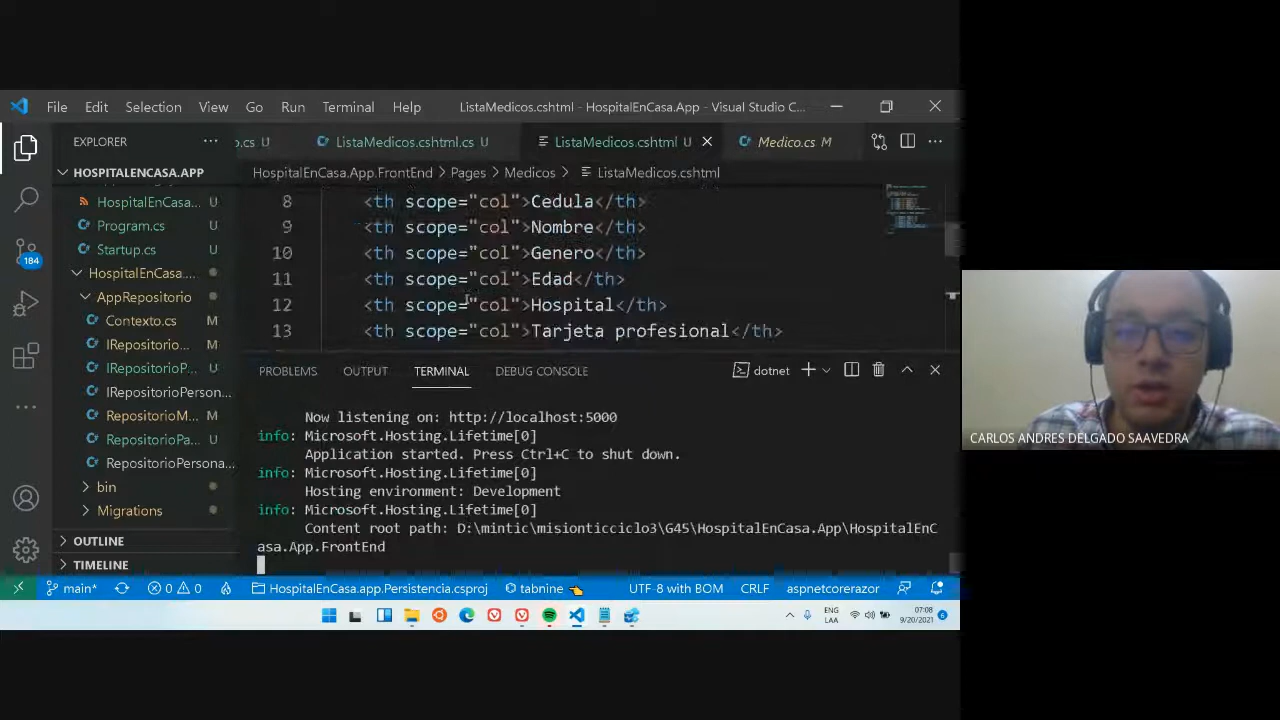 File Edit Selection View Go Run Terminal Help ListaMedicos.cshtml - HospitalEnCasa.App - Visual Studio C...
EXPLORER ...
o.cs U ListaMedicos.cshtml.cs U ListaMedicos.cshtml U Medico.cs M
HOSPITALENCASA.APP
HospitalEnCasa... U
Program.cs U
Startup.cs U
HospitalEnCasa....
AppRepositorio
Contexto.cs M
IRepositorio... M
IRepositorioP... U
IRepositorioPerson...
RepositorioM... M
RepositorioPa... U
RepositorioPersona...
bin
Migrations
OUTLINE
TIMELINE
184
HospitalEnCasa.App.FrontEnd > Pages > Medicos > ListaMedicos.cshtml
8 <th scope="col">Cedula</th>
9 <th scope="col">Nombre</th>
10 <th scope="col">Genero</th>
11 <th scope="col">Edad</th>
12 <th scope="col">Hospital</th>
13 <th scope="col">Tarjeta profesional</th>
PROBLEMS OUTPUT TERMINAL DEBUG CONSOLE dotnet
Now listening on: http://localhost:5000
info: Microsoft.Hosting.Lifetime[0]
Application started. Press Ctrl+C to shut down.
info: Microsoft.Hosting.Lifetime[0]
Hosting environment: Development
info: Microsoft.Hosting.Lifetime[0]
Content root path: D:\mintic\misionticciclo3\G45\HospitalEnCasa.App\HospitalEnC
asa.App.FrontEnd
main* 0 0 HospitalEnCasa.app.Persistencia.csproj tabnine UTF-8 with BOM CRLF aspnetcorerazor
ENG
LAA
07:08
9/20/2021
6
CARLOS ANDRES DELGADO SAAVEDRA